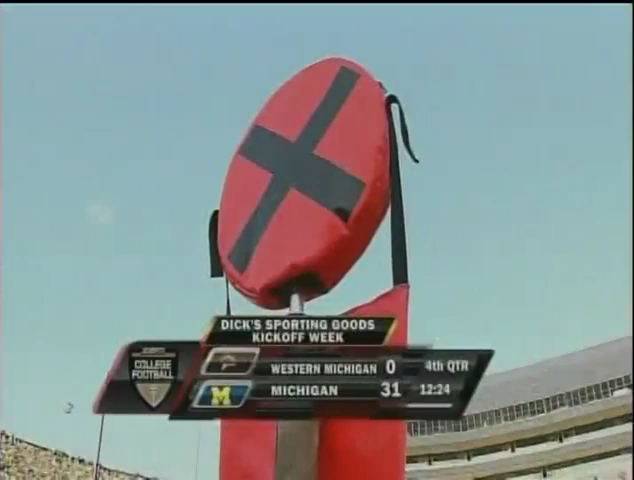 DICK'S SPORTING GOODS
KICKOFF WEEK
COLLEGE
FOOTBALL
WESTERN MICHIGAN 0 4th QTR
M MICHIGAN 31 12:24